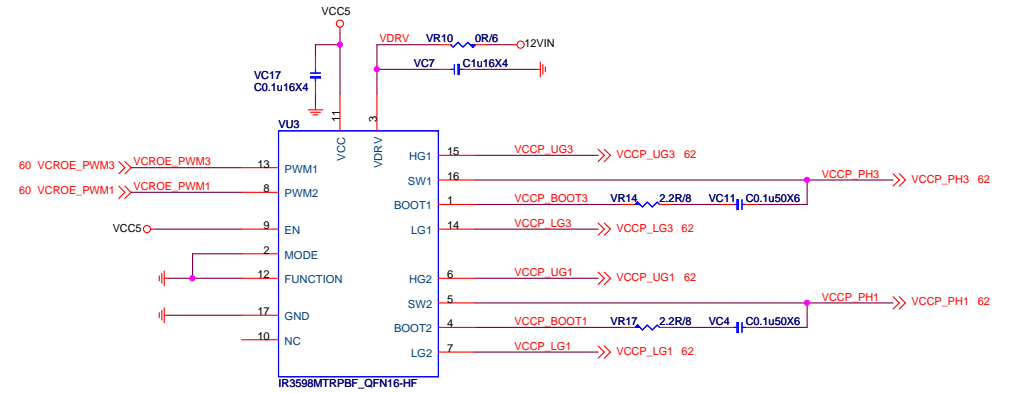 VCC5
VDRV VR10 0R/6 12VIN
VC7 C1u16X4
VC17
C0.1u16X4
VU3
11 3
VCC VDRV
60 VCROE_PWM3 VCROE_PWM3 13 PWM1
60 VCROE_PWM1 VCROE_PWM1 8 PWM2
VCC5 9 EN
2 MODE
12 FUNCTION
17 GND
10 NC
HG1 15 VCCP_UG3 VCCP_UG3 62
SW1 16 VCCP_PH3 VCCP_PH3 62
BOOT1 1 VCCP_BOOT3 VR14 2.2R/8 VC11 C0.1u50X6
LG1 14 VCCP_LG3 VCCP_LG3 62
HG2 6 VCCP_UG1 VCCP_UG1 62
SW2 5 VCCP_PH1 VCCP_PH1 62
BOOT2 4 VCCP_BOOT1 VR17 2.2R/8 VC4 C0.1u50X6
LG2 7 VCCP_LG1 VCCP_LG1 62
IR3598MTRPBF_QFN16-HF